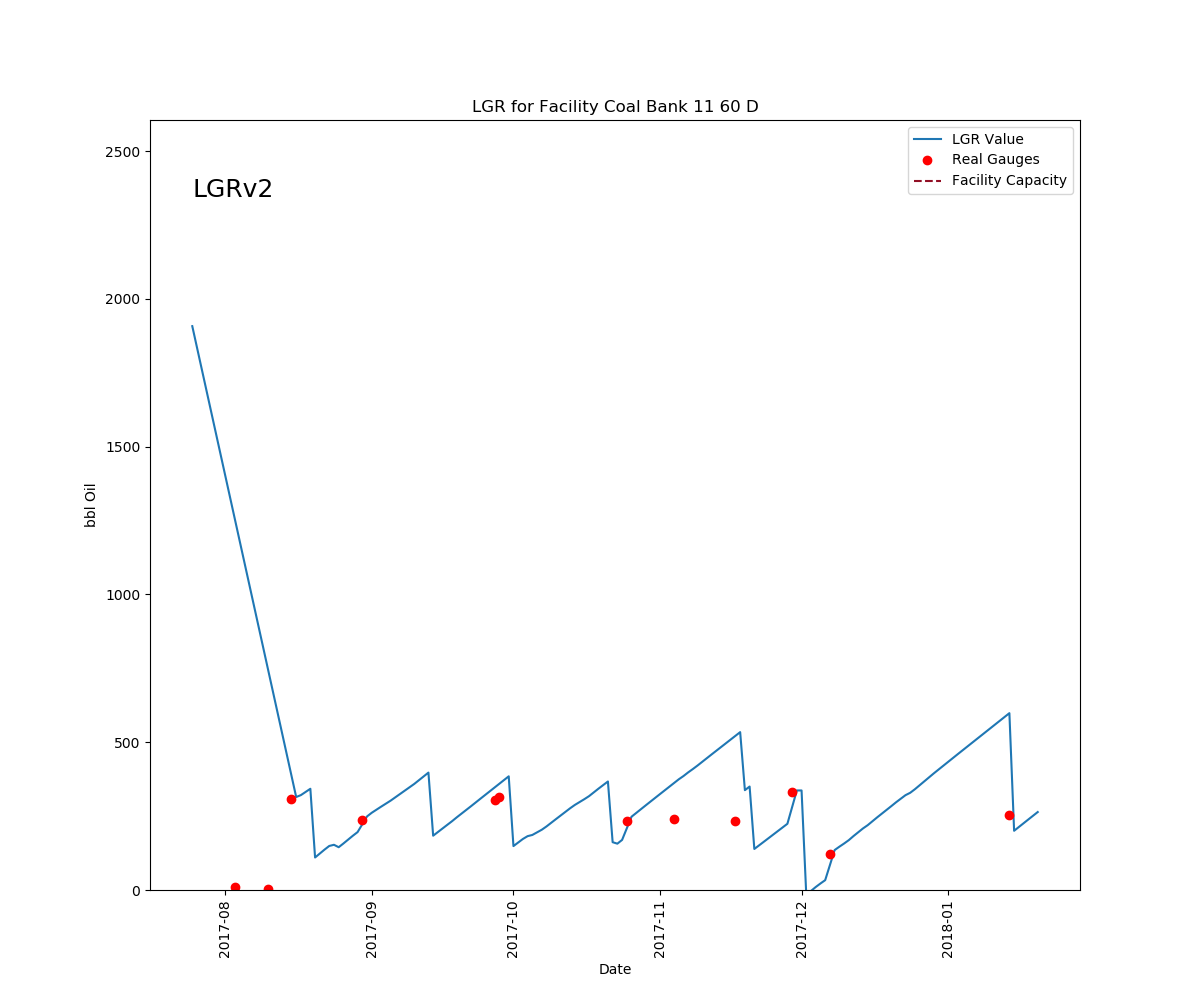 LGR for Facility Coal Bank 11 60 D
LGR Value
Real Gauges
Facility Capacity
LGRv2
2500
2000
1500
1000
500
0
bbl Oil
2017-08
2017-09
2017-10
2017-11
2017-12
2018-01
Date